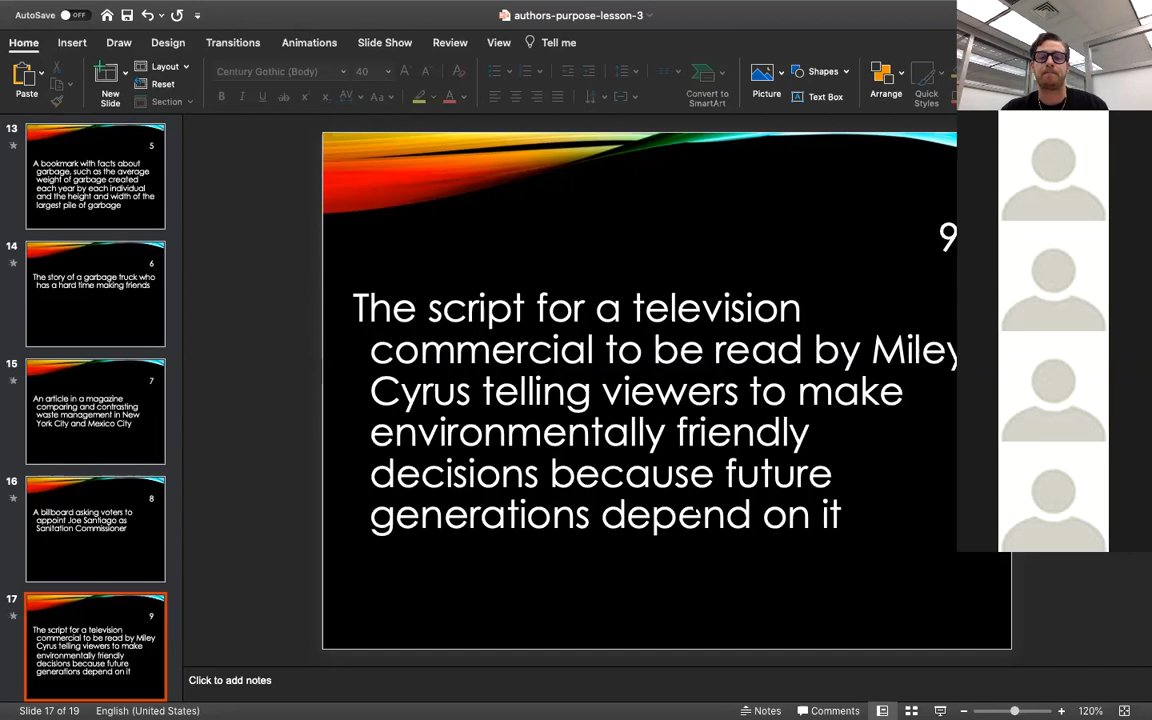 AutoSave OFF
authors-purpose-lesson-3
Home Insert Draw Design Transitions Animations Slide Show Review View Tell me
Paste
New
Slide
Layout
Reset
Section
Century Gothic (Body) 40
Convert to
SmartArt
Picture
Shapes
Text Box
Arrange
Quick
Styles
13
5
A bookmark with facts about
garbage, such as the average
weight of garbage created
each year by each individual
and the height and width of the
largest pile of garbage
14
6
The story of a garbage truck who
has a hard time making friends
15
7
An article in a magazine
comparing and contrasting
waste management in New
York City and Mexico City
16
8
A billboard asking voters to
appoint Joe Santiago as
Sanitation Commissioner
17
9
The script for a television
commercial to be read by Miley
Cyrus telling viewers to make
environmentally friendly
decisions because future
generations depend on it
9
The script for a television
commercial to be read by Miley
Cyrus telling viewers to make
environmentally friendly
decisions because future
generations depend on it
Click to add notes
Slide 17 of 19 English (United States)
Notes Comments 120%